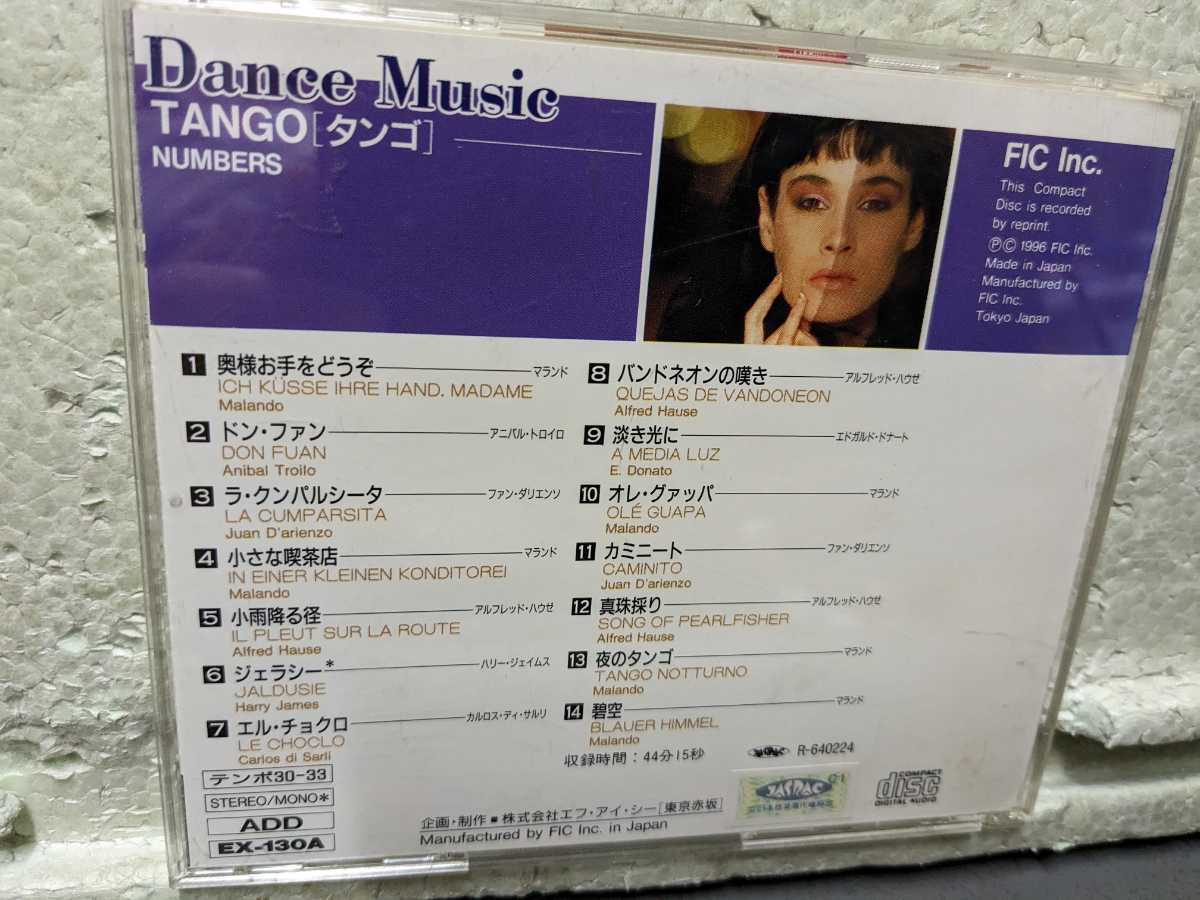 Dance Music
TANGO[タンゴ]
NUMBERS
FIC Inc.
This Compact
Disc is recorded
by reprint.
ⓅⒸ 1996 FIC Inc.
Made in Japan
Manufactured by
FIC Inc.
Tokyo Japan
1 奥様お手をどうぞ マランド
ICH KÜSSE IHRE HAND. MADAME
Malando
2 ドン・ファン アニバル・トロイロ
DON FUAN
Anibal Troilo
3 ラ・クンパルシータ ファン・ダリエンソ
LA CUMPARSITA
Juan D'arienzo
4 小さな喫茶店 マランド
IN EINER KLEINEN KONDITOREI
Malando
5 小雨降る径 アルフレッド・ハウゼ
IL PLEUT SUR LA ROUTE
Alfred Hause
6 ジェラシー* ハリー・ジェイムス
JALDUSIE
Harry James
7 エル・チョクロ カルロス・ディ・サルリ
LE CHOCLO
Carlos di Sarli
8 バンドネオンの嘆き アルフレッド・ハウゼ
QUEJAS DE VANDONEON
Alfred Hause
9 淡き光に エドガルド・ドナート
A MEDIA LUZ
E. Donato
10 オレ・グァッパ マランド
OLÉ GUAPA
Malando
11 カミニート ファン・ダリエンソ
CAMINITO
Juan D'arienzo
12 真珠採り アルフレッド・ハウゼ
SONG OF PEARLFISHER
Alfred Hause
13 夜のタンゴ マランド
TANGO NOTTURNO
Malando
14 碧空 マランド
BLAUER HIMMEL
Malando
収録時間：44分15秒 JASRAC R-640224
テンポ30-33
STEREO/MONO*
ADD
EX-130A
企画・制作■株式会社エフ・アイ・シー[東京赤坂]
Manufactured by FIC Inc. in Japan
JASRAC
COMPACT
disc
DIGITAL AUDIO